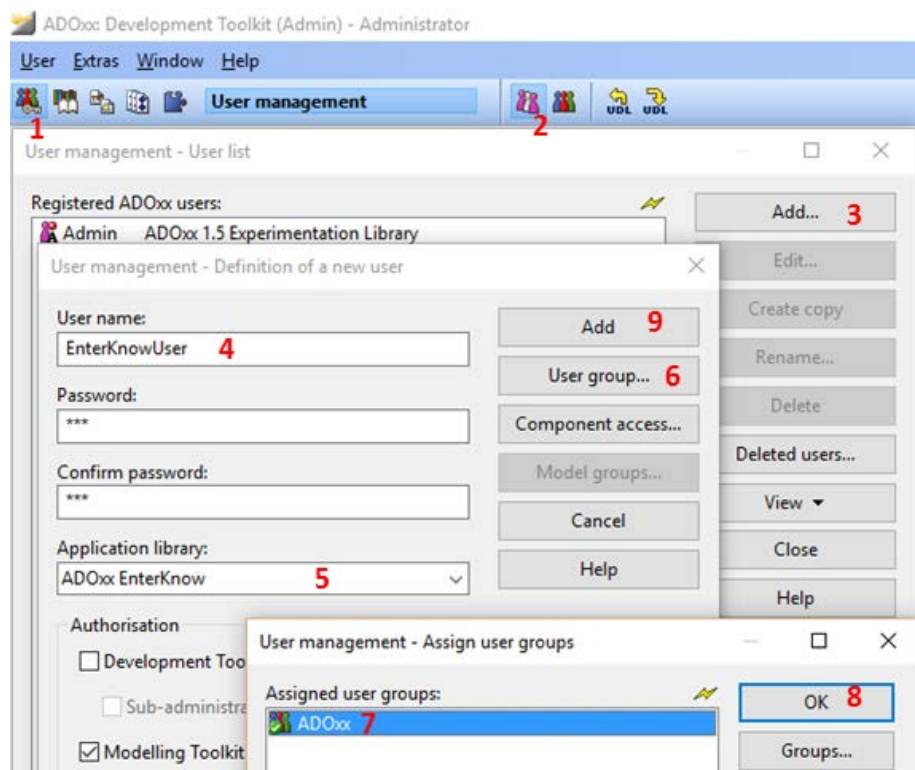 ADOxx: Development Toolkit (Admin) - Administrator
User Extras Window Help
User management
UDL UDL
1 2
User management - User list
Registered ADOxx users:
Add... 3
Admin ADOxx 1.5 Experimentation Library
User management - Definition of a new user
Edit...
User name:
Add 9
Create copy
EnterKnowUser 4
User group... 6
Rename...
Password:
***
Component access...
Delete
Deleted users...
Confirm password:
Model groups...
***
View
Cancel
Application library:
Close
ADOxx EnterKnow 5
Help
Help
Authorisation
User management - Assign user groups
Development Too
Sub-administra
Assigned user groups:
OK 8
ADOxx 7
Modelling Toolkit
Groups...